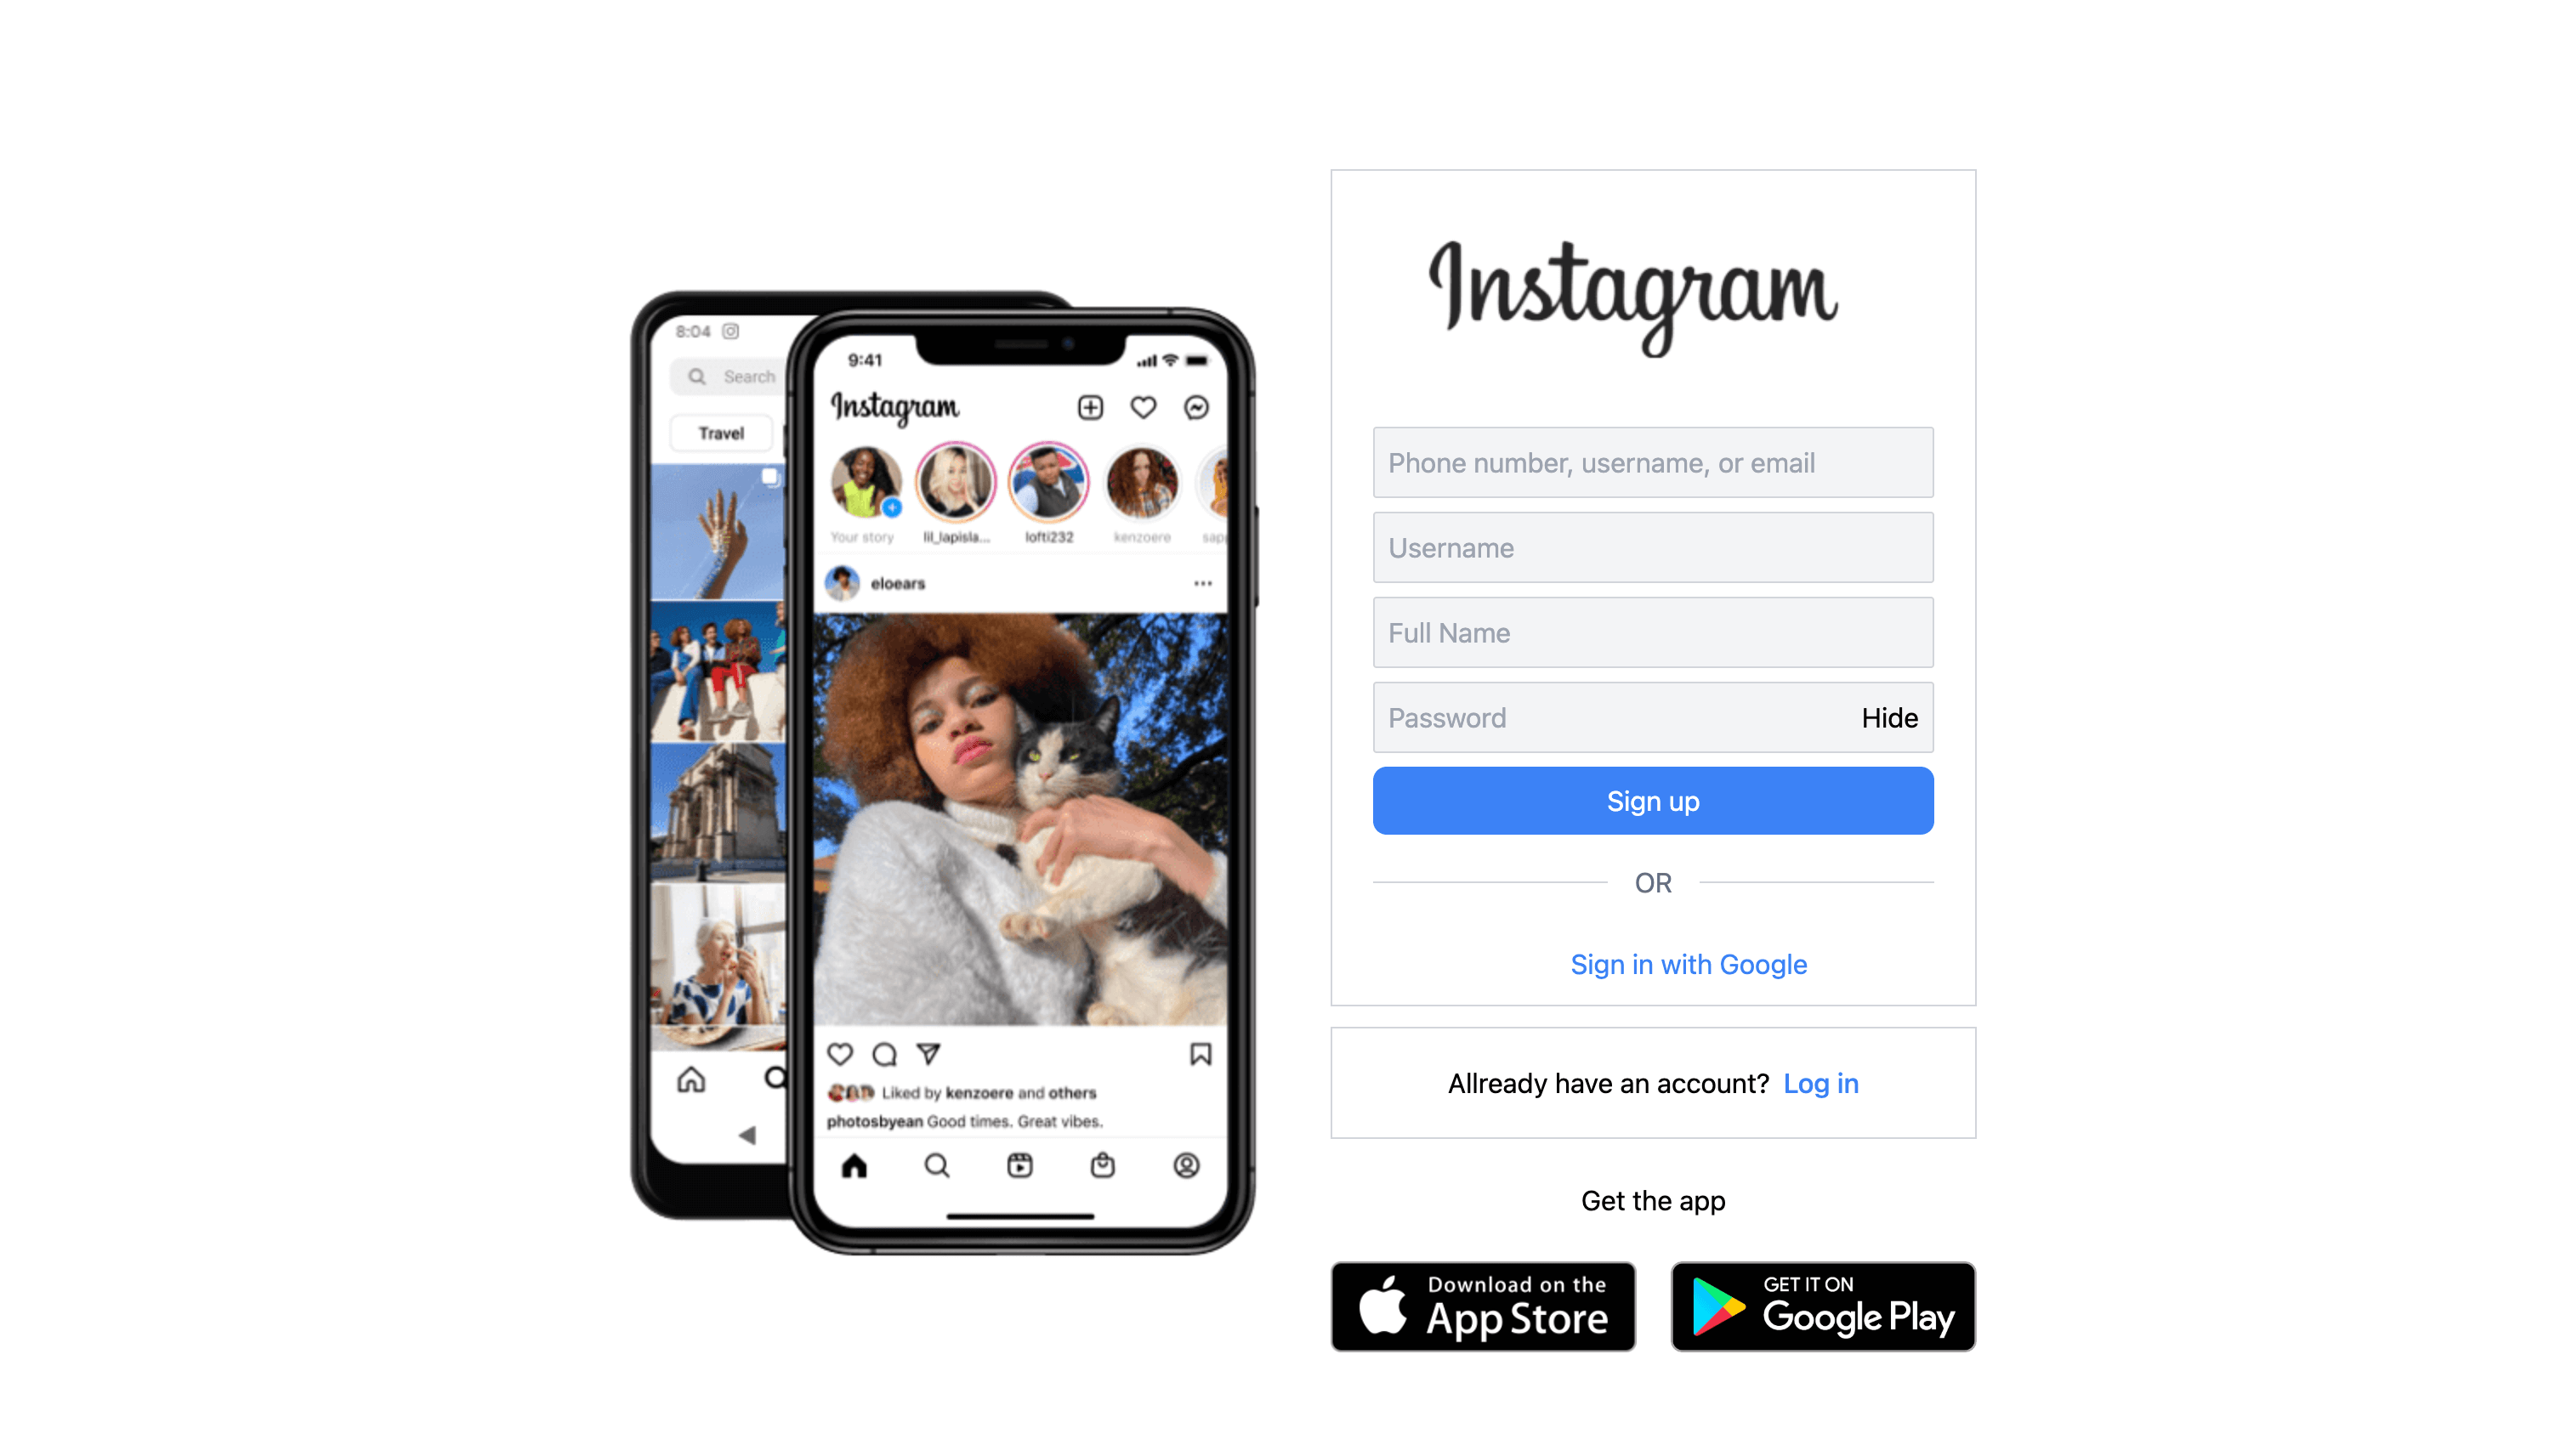 8:04
Search
Travel
9:41
Instagram
Your story lil_lapisla... lofti232 kenzoere sapp
eloears
Liked by kenzoere and others
photosbyean Good times. Great vibes.
Instagram
Phone number, username, or email
Username
Full Name
Password Hide
Sign up
OR
Sign in with Google
Allready have an account? Log in
Get the app
Download on the
App Store
GET IT ON
Google Play